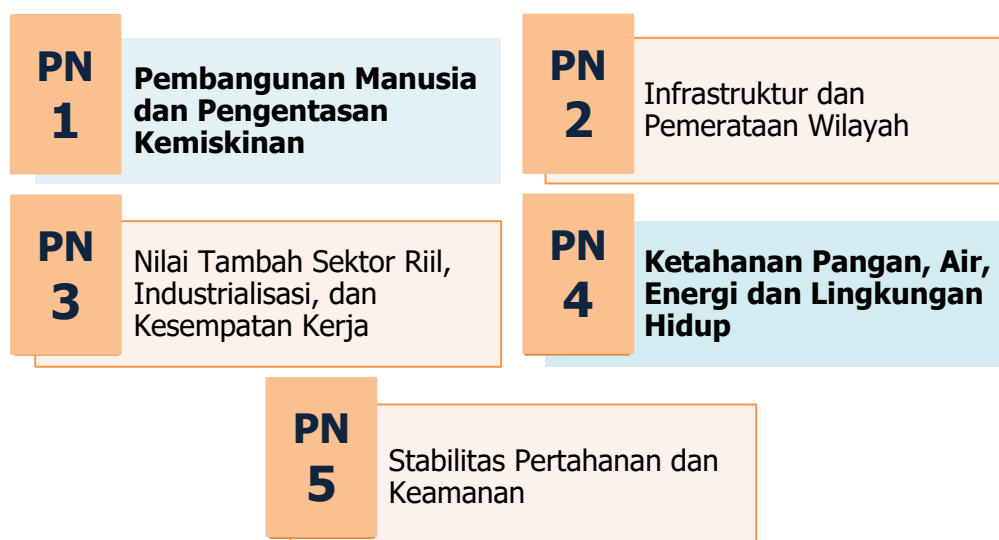 PN
1
Pembangunan Manusia
dan Pengentasan
Kemiskinan
PN
2
Infrastruktur dan
Pemerataan Wilayah
PN
3
Nilai Tambah Sektor Riil,
Industrialisasi, dan
Kesempatan Kerja
PN
4
Ketahanan Pangan, Air,
Energi dan Lingkungan
Hidup
PN
5
Stabilitas Pertahanan dan
Keamanan